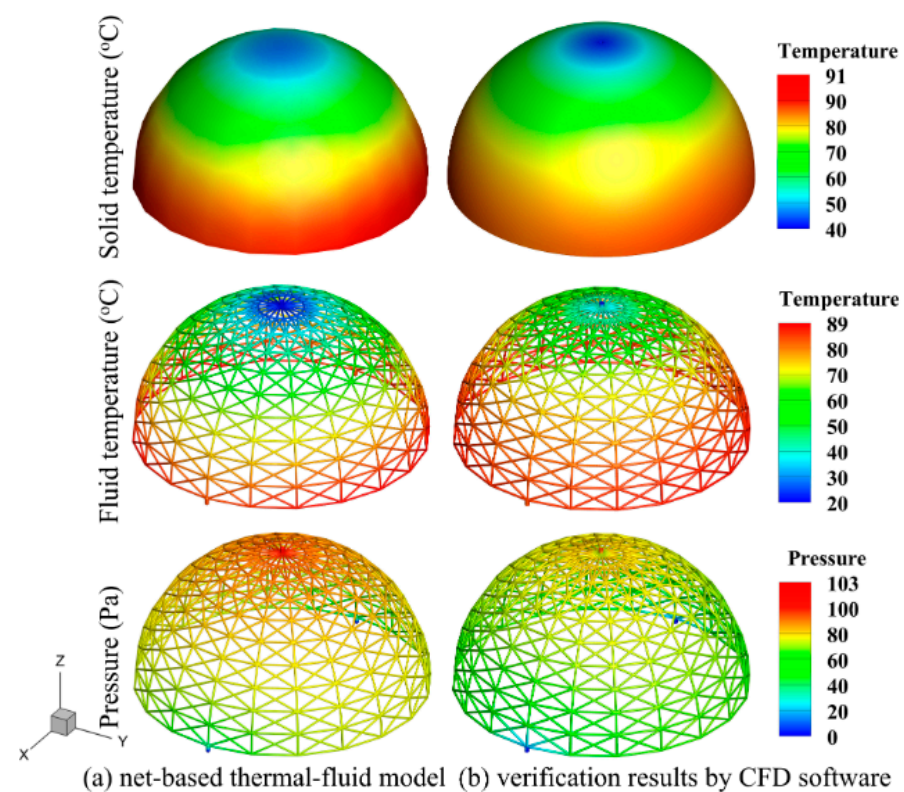 Solid temperature (°C)
Temperature
91
90
80
70
60
50
40
Fluid temperature (°C)
Temperature
89
80
70
60
50
40
30
20
Pressure (Pa)
Pressure
103
100
80
60
40
20
0
Z
X
Y
(a) net-based thermal-fluid model (b) verification results by CFD software